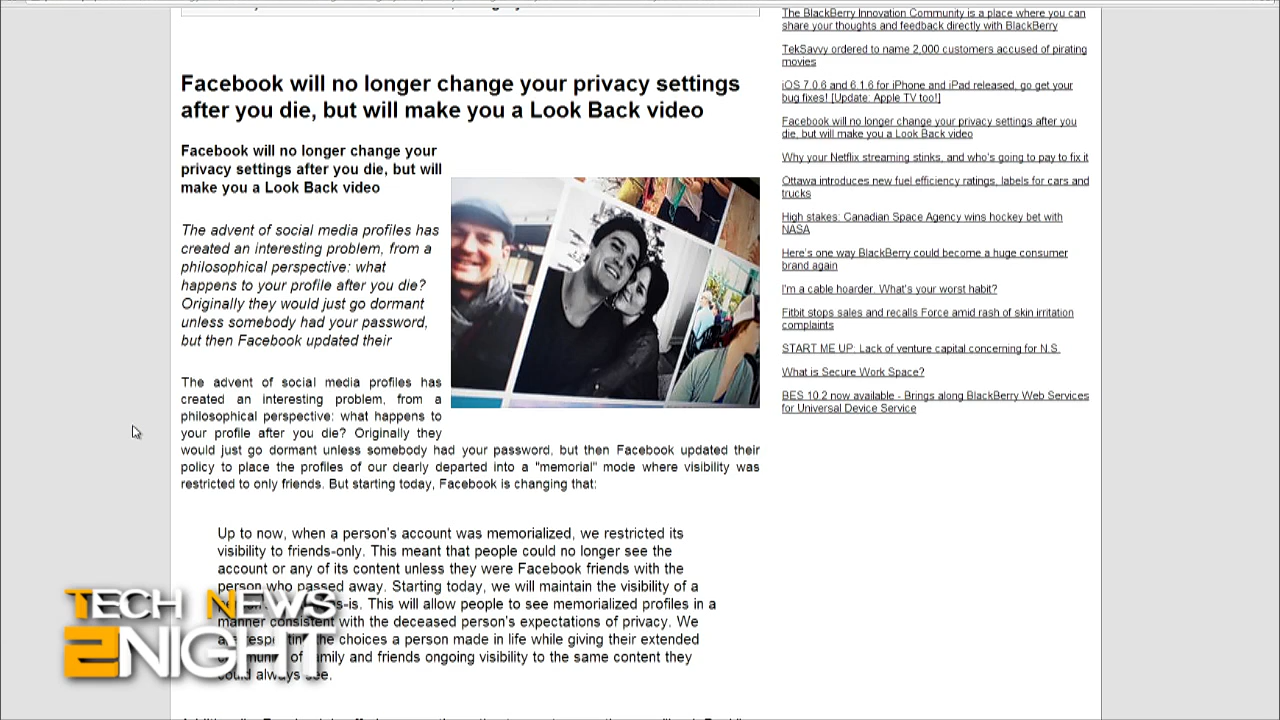 Facebook will no longer change your privacy settings
after you die, but will make you a Look Back video
Facebook will no longer change your
privacy settings after you die, but will
make you a Look Back video
The advent of social media profiles has
created an interesting problem, from a
philosophical perspective: what
happens to your profile after you die?
Originally they would just go dormant
unless somebody had your password,
but then Facebook updated their
The advent of social media profiles has
created an interesting problem, from a
philosophical perspective: what happens to
your profile after you die? Originally they
would just go dormant unless somebody had your password, but then Facebook updated their
policy to place the profiles of our dearly departed into a "memorial" mode where visibility was
restricted to only friends. But starting today, Facebook is changing that:
Up to now, when a person's account was memorialized, we restricted its
visibility to friends-only. This meant that people could no longer see the
account or any of its content unless they were Facebook friends with the
person who passed away. Starting today, we will maintain the visibility of a
s-is. This will allow people to see memorialized profiles in a
manner consistent with the deceased person's expectations of privacy. We
the choices a person made in life while giving their extended
of family and friends ongoing visibility to the same content they
could always see.
The BlackBerry Innovation Community is a place where you can
share your thoughts and feedback directly with BlackBerry
TekSavvy ordered to name 2,000 customers accused of pirating
movies
iOS 7.0.6 and 6.1.6 for iPhone and iPad released, go get your
bug fixes! [Update: Apple TV too!]
Facebook will no longer change your privacy settings after you
die, but will make you a Look Back video
Why your Netflix streaming stinks, and who's going to pay to fix it
Ottawa introduces new fuel efficiency ratings, labels for cars and
trucks
High stakes: Canadian Space Agency wins hockey bet with
NASA
Here's one way BlackBerry could become a huge consumer
brand again
I'm a cable hoarder. What's your worst habit?
Fitbit stops sales and recalls Force amid rash of skin irritation
complaints
START ME UP: Lack of venture capital concerning for N.S.
What is Secure Work Space?
BES 10.2 now available - Brings along BlackBerry Web Services
for Universal Device Service
TECH NEWS
2NIGHT